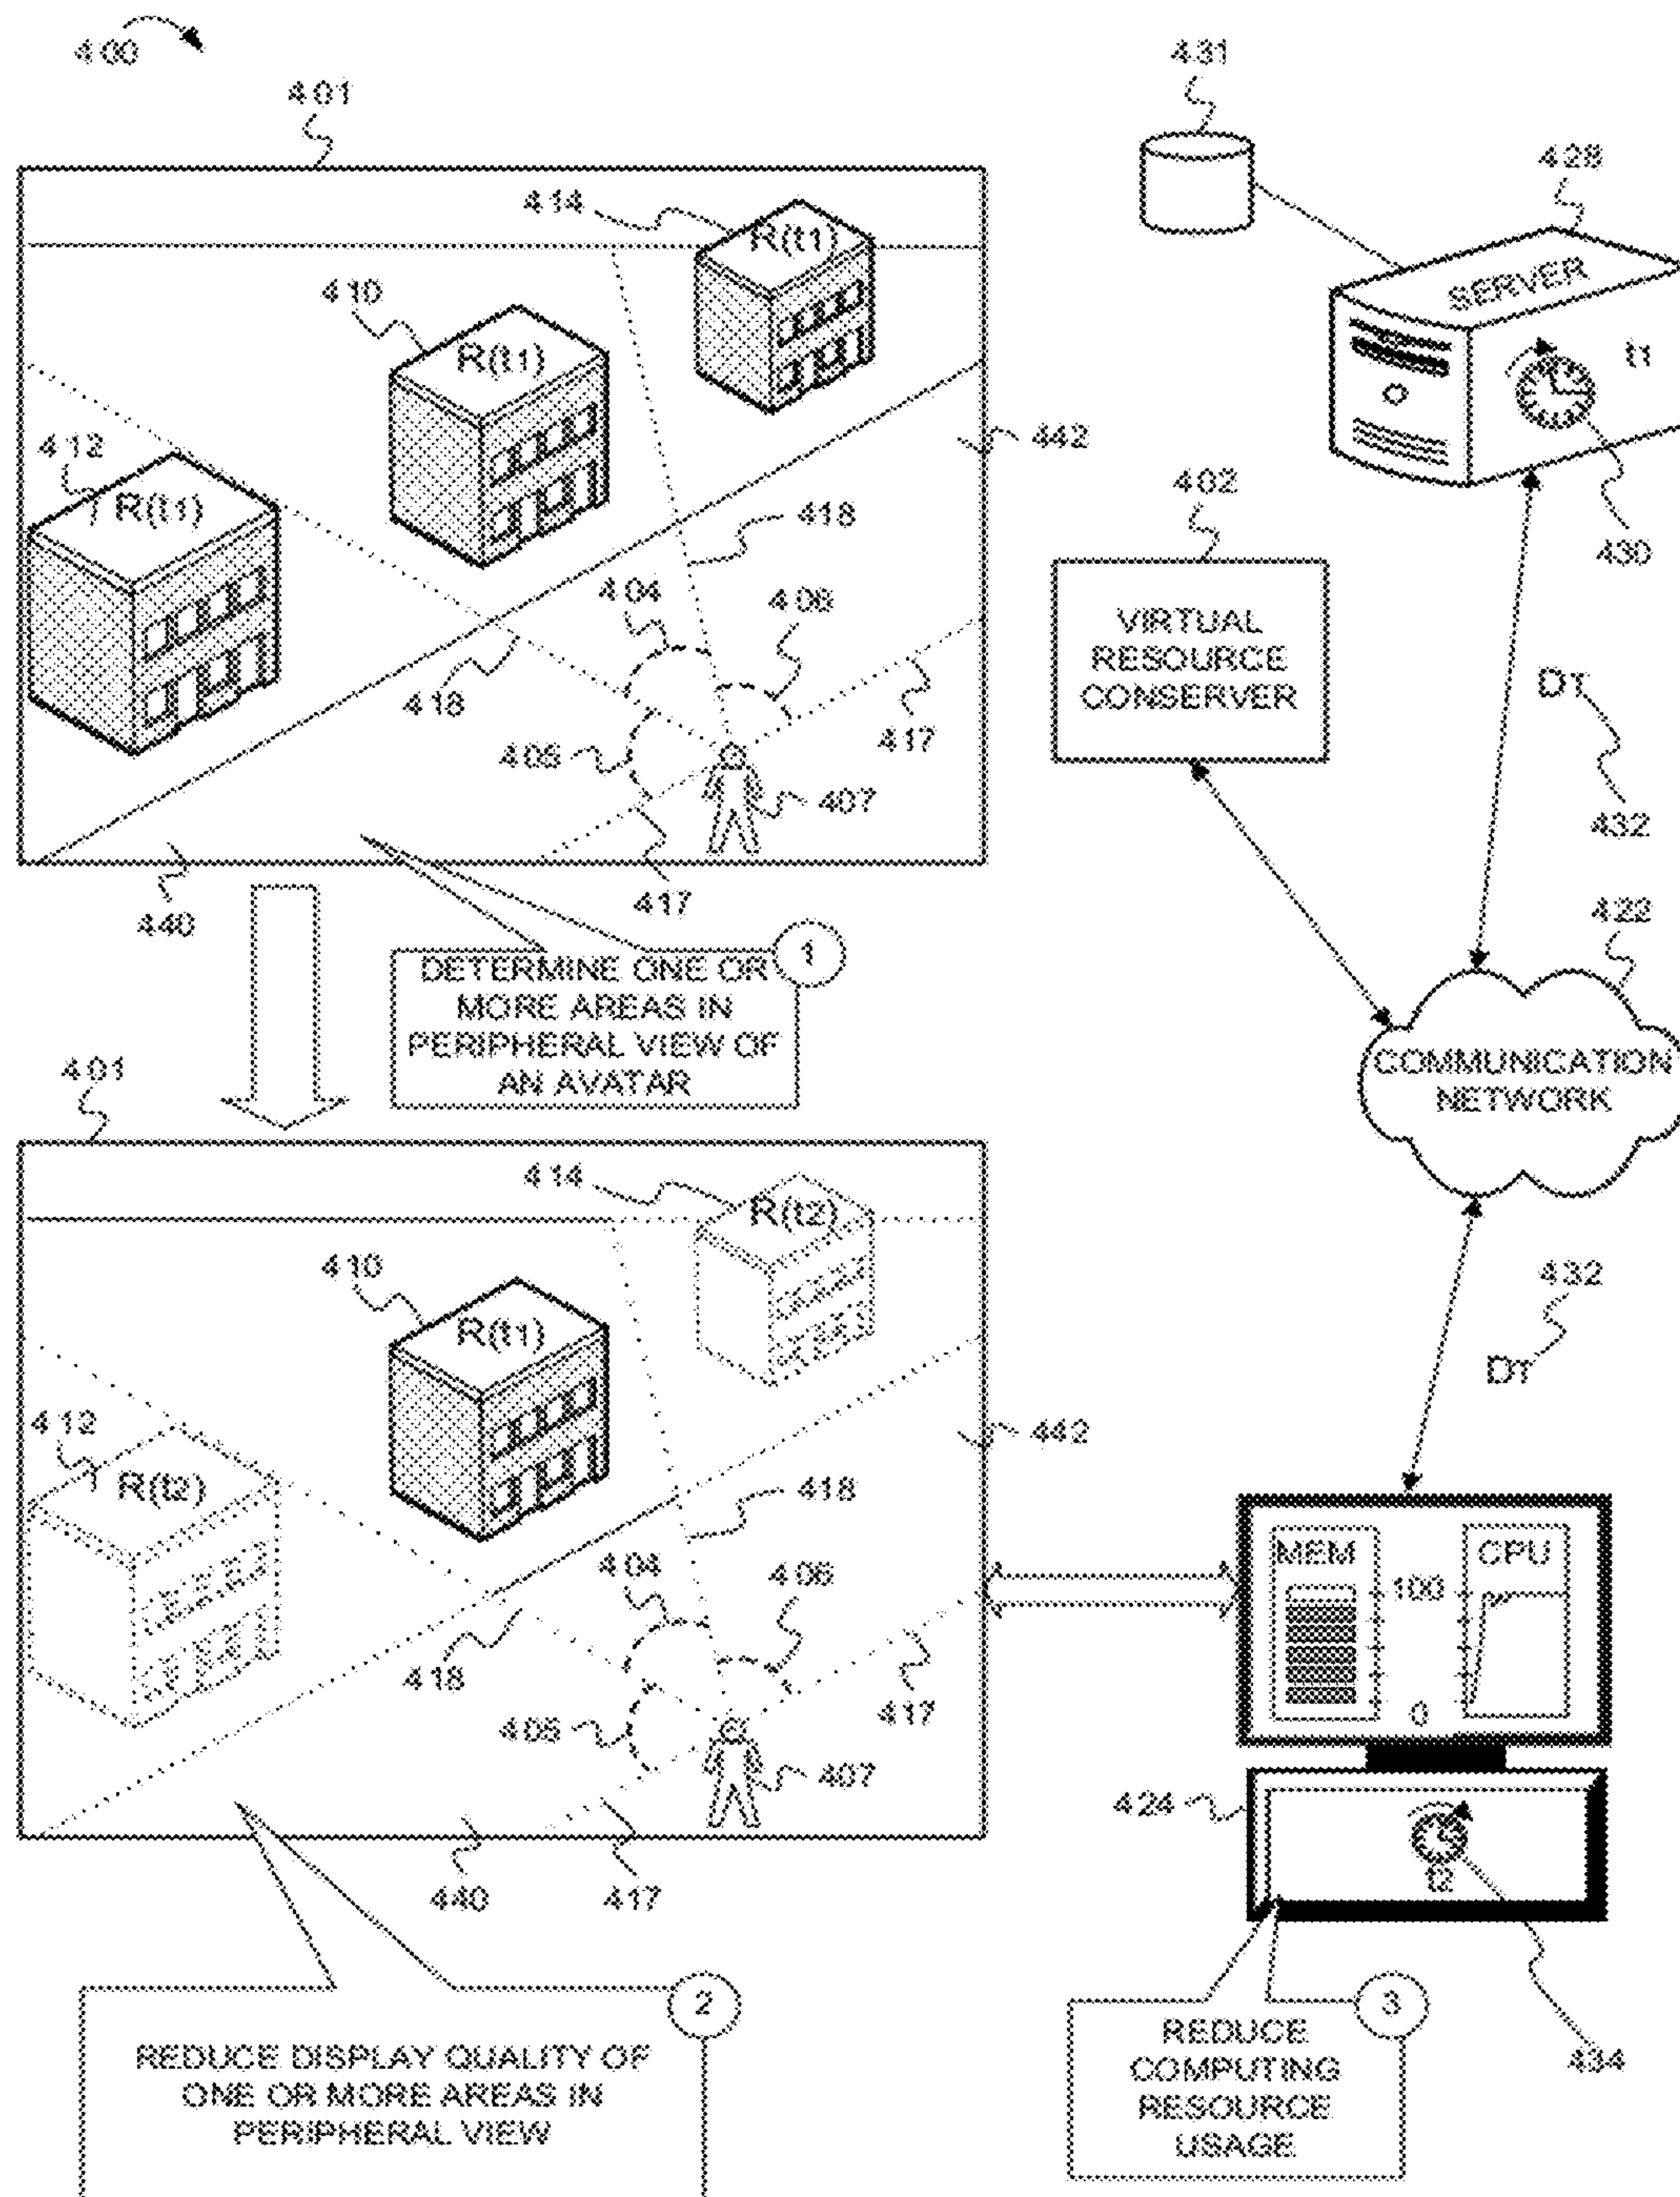 400
401
431
428
414
R(t1)
SERVER
410
R(t1)
t1
412
R(t1)
442
402
418
430
404
406
VIRTUAL
RESOURCE
CONSERVER
418
DT
417
405
407
432
417
440
422
1
DETERMINE ONE OR
MORE AREAS IN
PERIPHERAL VIEW OF
AN AVATAR
COMMUNICATION
NETWORK
401
414
R(t2)
410
R(t1)
432
DT
412
R(t2)
442
418
MEM
CPU
404
406
100
418
417
0
405
407
424
t2
440
417
2
3
REDUCE DISPLAY QUALITY OF
ONE OR MORE AREAS IN
PERIPHERAL VIEW
REDUCE
COMPUTING
RESOURCE
USAGE
434